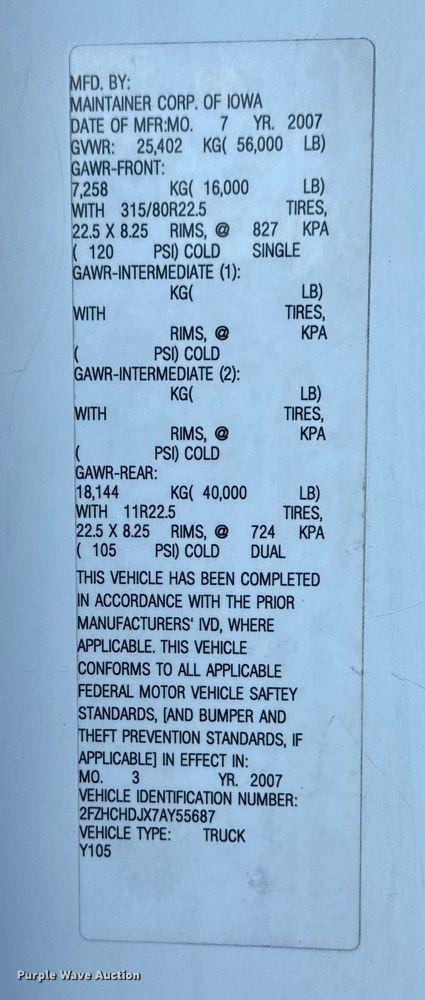 MFD. BY:
MAINTAINER CORP. OF IOWA
DATE OF MFR:MO. 7 YR. 2007
GVWR: 25,402 KG( 56,000 LB)
GAWR-FRONT:
7,258 KG( 16,000 LB)
WITH 315/80R22.5 TIRES,
22.5 X 8.25 RIMS, @ 827 KPA
( 120 PSI) COLD SINGLE
GAWR-INTERMEDIATE (1):
KG( LB)
WITH TIRES,
RIMS, @ KPA
( PSI) COLD
GAWR-INTERMEDIATE (2):
KG( LB)
WITH TIRES,
RIMS, @ KPA
( PSI) COLD
GAWR-REAR:
18,144 KG( 40,000 LB)
WITH 11R22.5 TIRES,
22.5 X 8.25 RIMS, @ 724 KPA
( 105 PSI) COLD DUAL
THIS VEHICLE HAS BEEN COMPLETED
IN ACCORDANCE WITH THE PRIOR
MANUFACTURERS' IVD, WHERE
APPLICABLE. THIS VEHICLE
CONFORMS TO ALL APPLICABLE
FEDERAL MOTOR VEHICLE SAFTEY
STANDARDS, [AND BUMPER AND
THEFT PREVENTION STANDARDS, IF
APPLICABLE] IN EFFECT IN:
MO. 3 YR. 2007
VEHICLE IDENTIFICATION NUMBER:
2FZHCHDJX7AY55687
VEHICLE TYPE: TRUCK
Y105
Purple Wave Auction